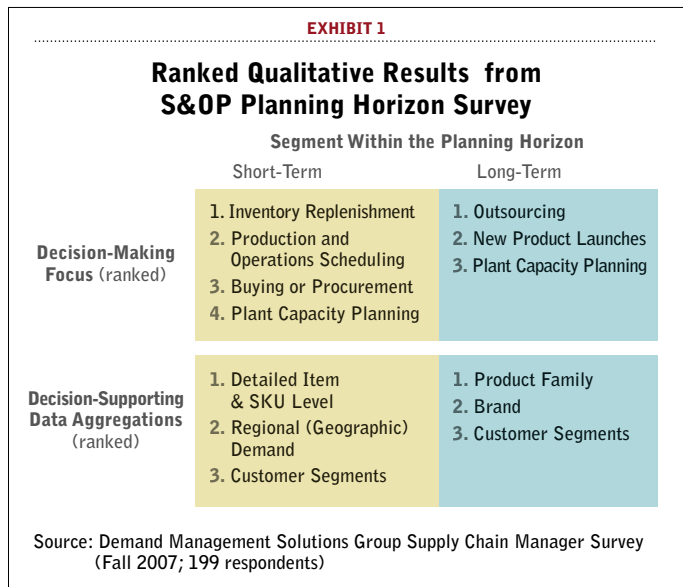 EXHIBIT 1
Ranked Qualitative Results from
S&OP Planning Horizon Survey
Segment Within the Planning Horizon
Short-Term
Long-Term
Decision-Making
Focus (ranked)
1. Inventory Replenishment
2. Production and
Operations Scheduling
3. Buying or Procurement
4. Plant Capacity Planning
1. Outsourcing
2. New Product Launches
3. Plant Capacity Planning
Decision-Supporting
Data Aggregations
(ranked)
1. Detailed Item
& SKU Level
2. Regional (Geographic)
Demand
3. Customer Segments
1. Product Family
2. Brand
3. Customer Segments
Source: Demand Management Solutions Group Supply Chain Manager Survey
(Fall 2007; 199 respondents)